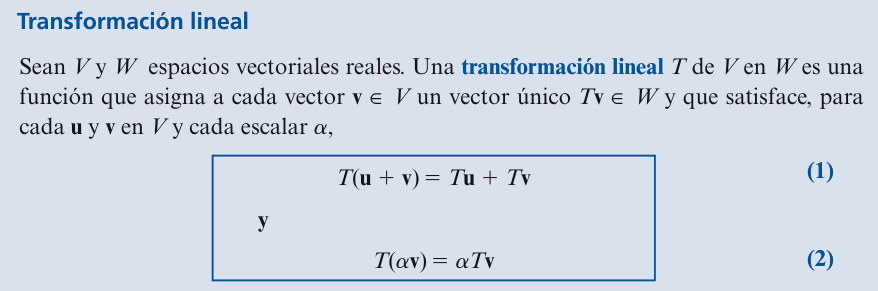 Transformación lineal
Sean V y W espacios vectoriales reales. Una transformación lineal T de V en W es una
función que asigna a cada vector v ∈ V un vector único Tv ∈ W y que satisface, para
cada u y v en V y cada escalar α,
T(u + v) = Tu + Tv (1)
y
T(αv) = αTv (2)